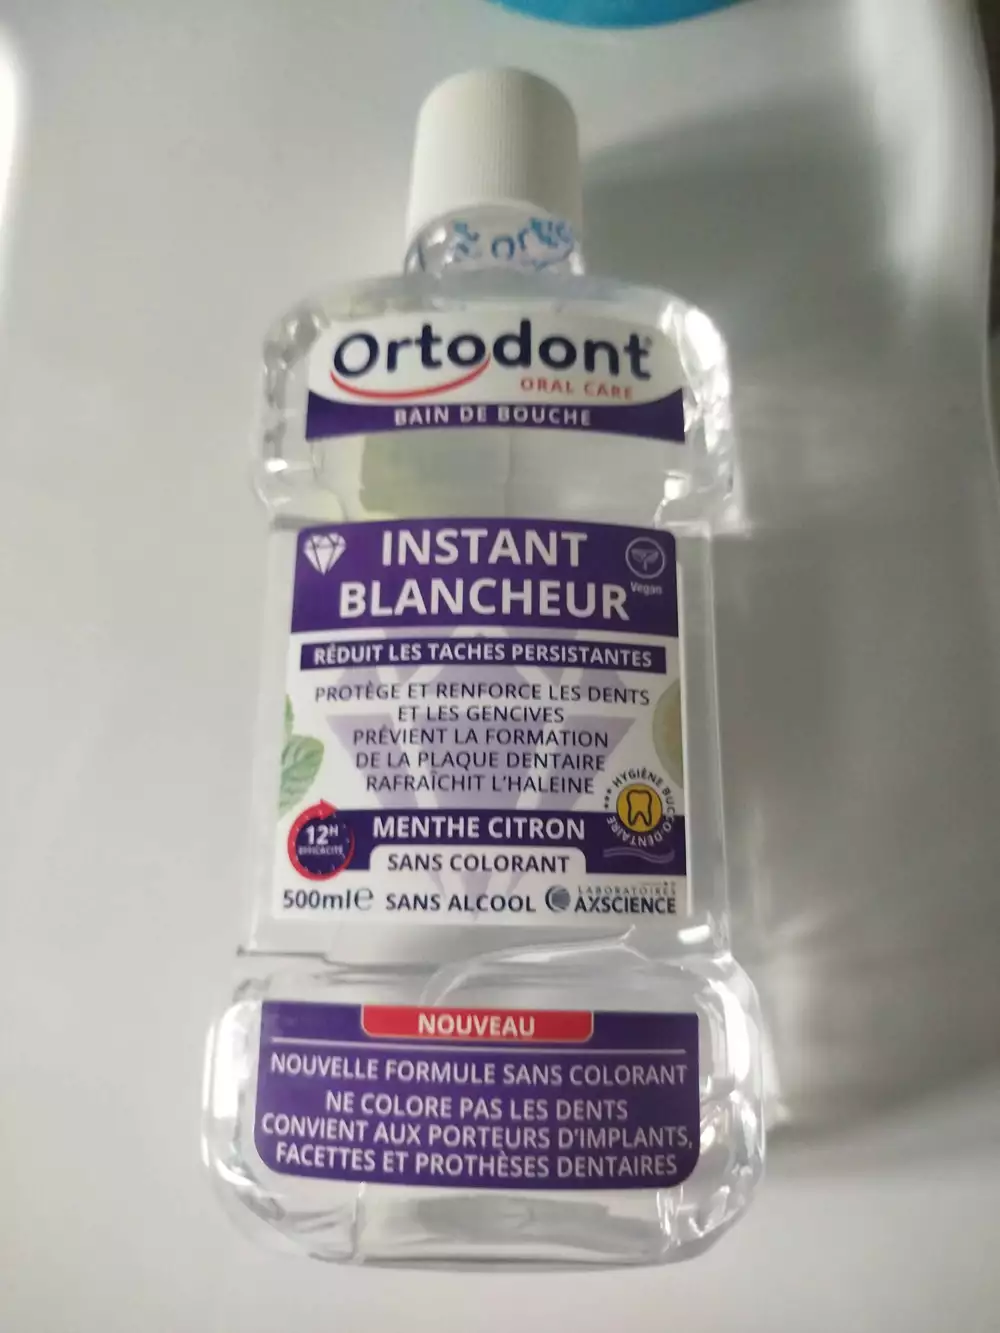 Ortodont
ORAL CARE
BAIN DE BOUCHE
INSTANT
BLANCHEUR
Vegan
RÉDUIT LES TACHES PERSISTANTES
PROTÈGE ET RENFORCE LES DENTS
ET LES GENCIVES
PRÉVIENT LA FORMATION
DE LA PLAQUE DENTAIRE
RAFRAÎCHIT L'HALEINE
HYGIÈNE BUCCO-DENTAIRE
12H
EFFICACITÉ
MENTHE CITRON
SANS COLORANT
500ml℮ SANS ALCOOL
LABORATOIRES
AXSCIENCE
NOUVEAU
NOUVELLE FORMULE SANS COLORANT
NE COLORE PAS LES DENTS
CONVIENT AUX PORTEURS D'IMPLANTS,
FACETTES ET PROTHÈSES DENTAIRES